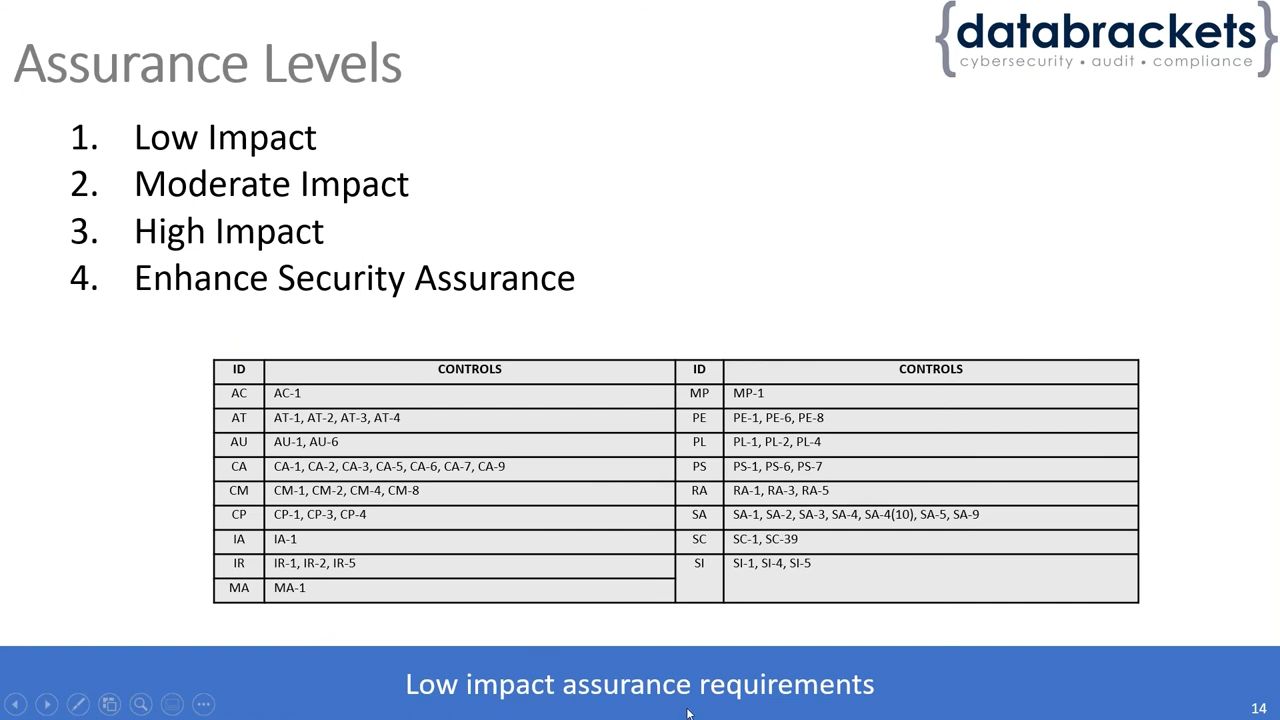 Assurance Levels
{databrackets}
cybersecurity • audit • compliance
1. Low Impact
2. Moderate Impact
3. High Impact
4. Enhance Security Assurance
ID CONTROLS ID CONTROLS
AC AC-1 MP MP-1
AT AT-1, AT-2, AT-3, AT-4 PE PE-1, PE-6, PE-8
AU AU-1, AU-6 PL PL-1, PL-2, PL-4
CA CA-1, CA-2, CA-3, CA-5, CA-6, CA-7, CA-9 PS PS-1, PS-6, PS-7
CM CM-1, CM-2, CM-4, CM-8 RA RA-1, RA-3, RA-5
CP CP-1, CP-3, CP-4 SA SA-1, SA-2, SA-3, SA-4, SA-4(10), SA-5, SA-9
IA IA-1 SC SC-1, SC-39
IR IR-1, IR-2, IR-5 SI SI-1, SI-4, SI-5
MA MA-1
Low impact assurance requirements
14